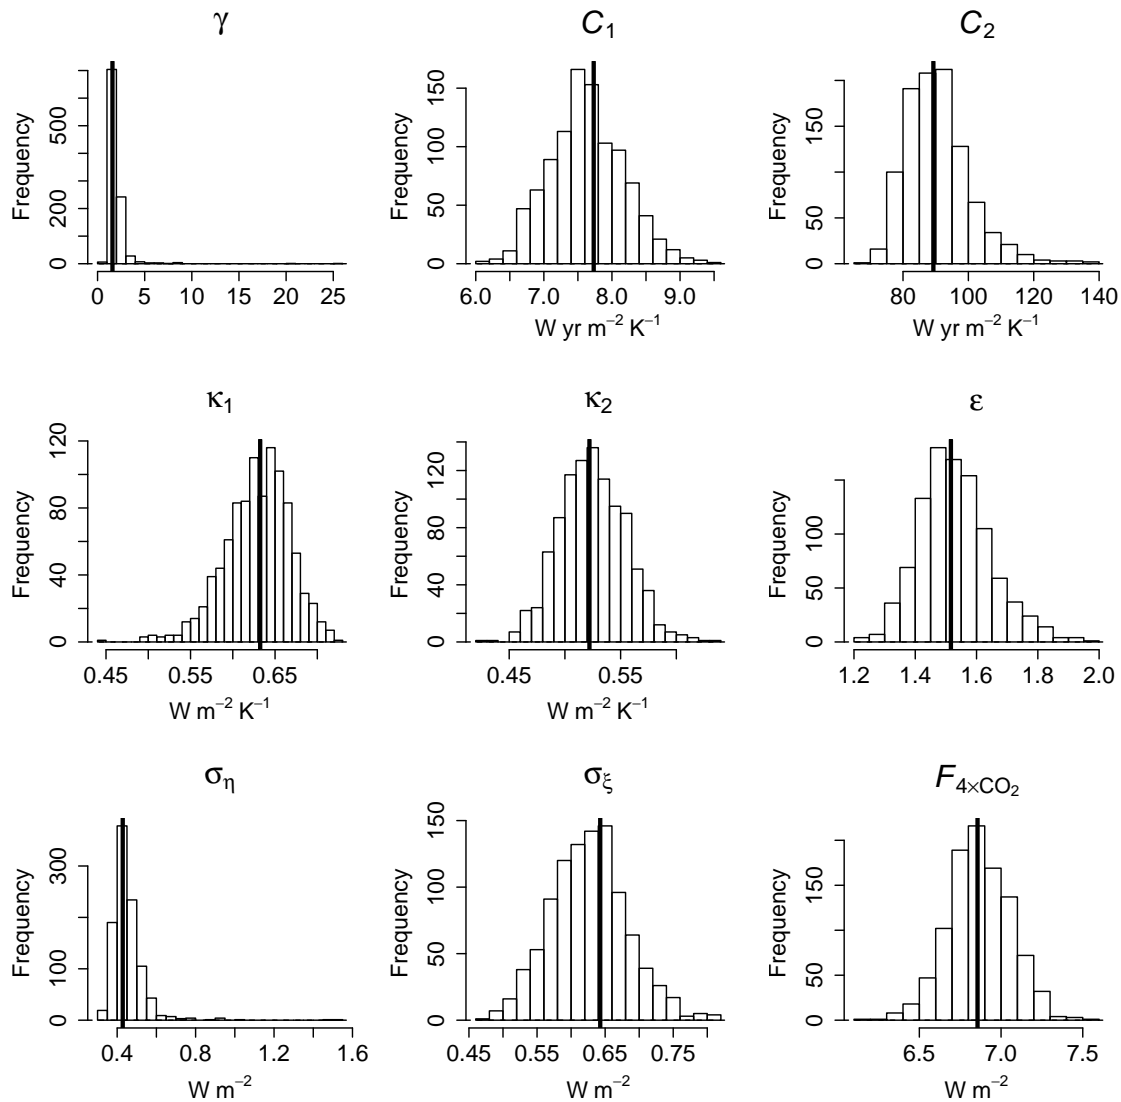 γ
Frequency
0 200 500
0 5 10 15 20 25
C₁
Frequency
0 50 100 150
6.0 7.0 8.0 9.0
W yr m⁻² K⁻¹
C₂
Frequency
0 50 150
80 100 120 140
W yr m⁻² K⁻¹
κ₁
Frequency
0 40 80 120
0.45 0.55 0.65
W m⁻² K⁻¹
κ₂
Frequency
0 40 80 120
0.45 0.55
W m⁻² K⁻¹
ε
Frequency
0 50 100
1.2 1.4 1.6 1.8 2.0
σ_η
Frequency
0 100 300
0.4 0.8 1.2 1.6
W m⁻²
σ_ξ
Frequency
0 50 100 150
0.45 0.55 0.65 0.75
W m⁻²
F₄×CO₂
Frequency
0 50 150
6.5 7.0 7.5
W m⁻²